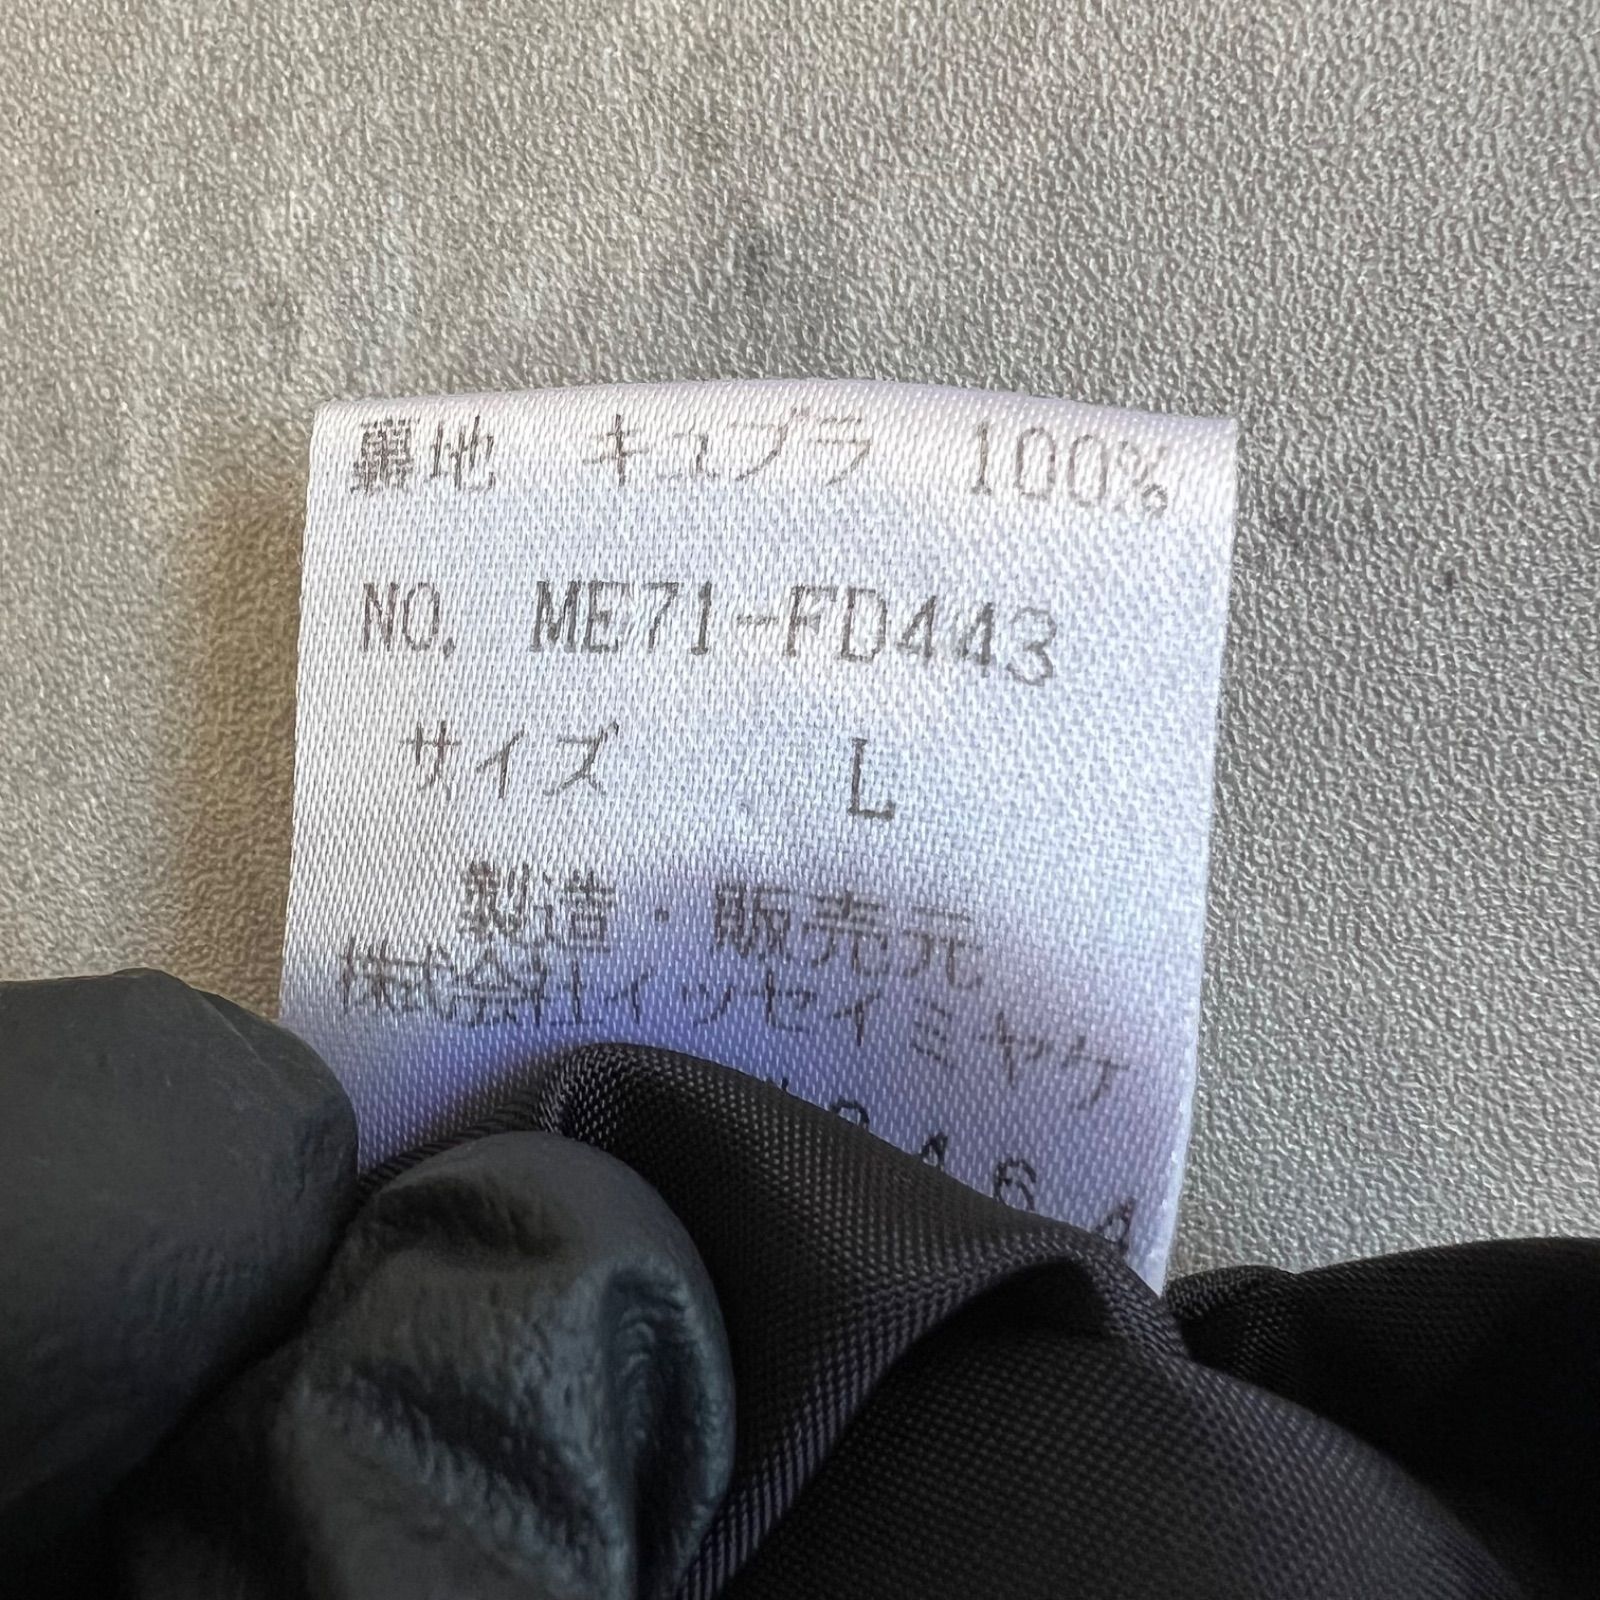 裏地 キュプラ 100%
NO. ME71-FD443
サイズ L
製造・販売元
株式会社イッセイミヤケ